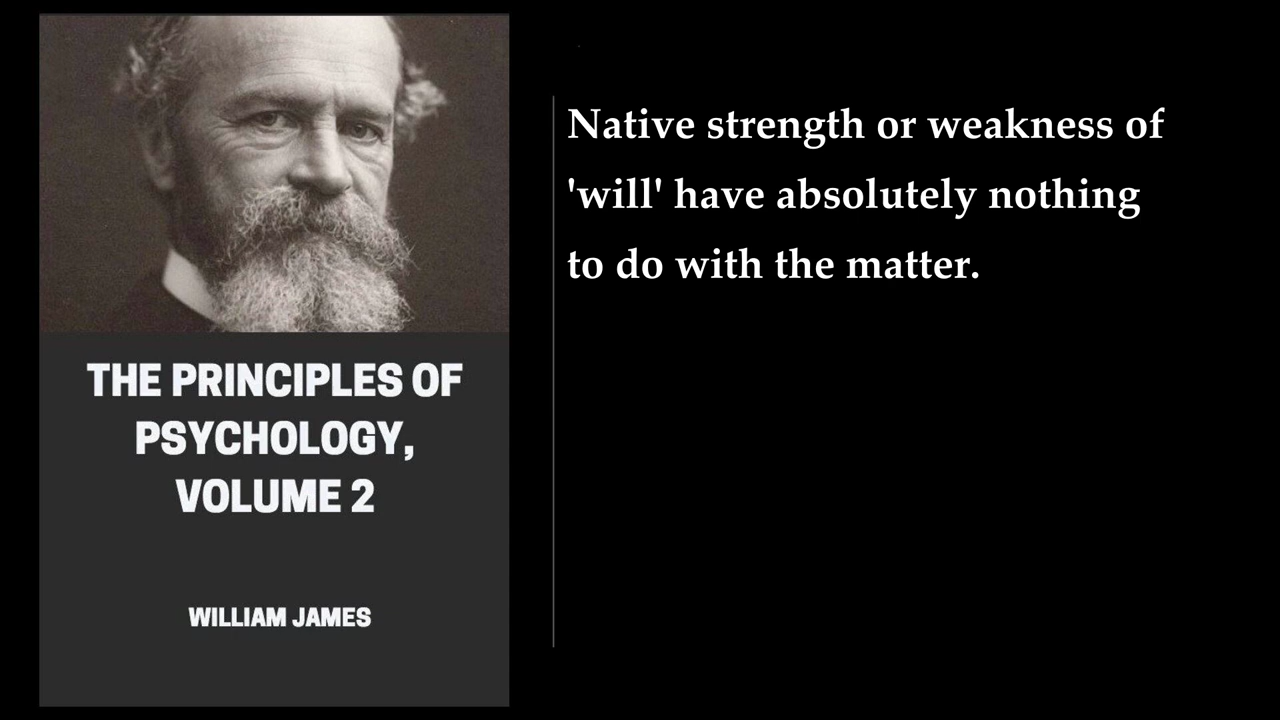 THE PRINCIPLES OF
PSYCHOLOGY,
VOLUME 2
WILLIAM JAMES
Native strength or weakness of
'will' have absolutely nothing
to do with the matter.